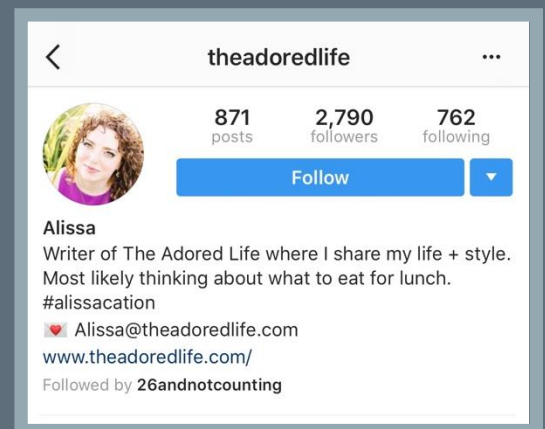 theadoredlife
871 2,790 762
posts followers following
Follow
Alissa
Writer of The Adored Life where I share my life + style.
Most likely thinking about what to eat for lunch.
#alissacation
💌 Alissa@theadoredlife.com
www.theadoredlife.com/
Followed by 26andnotcounting